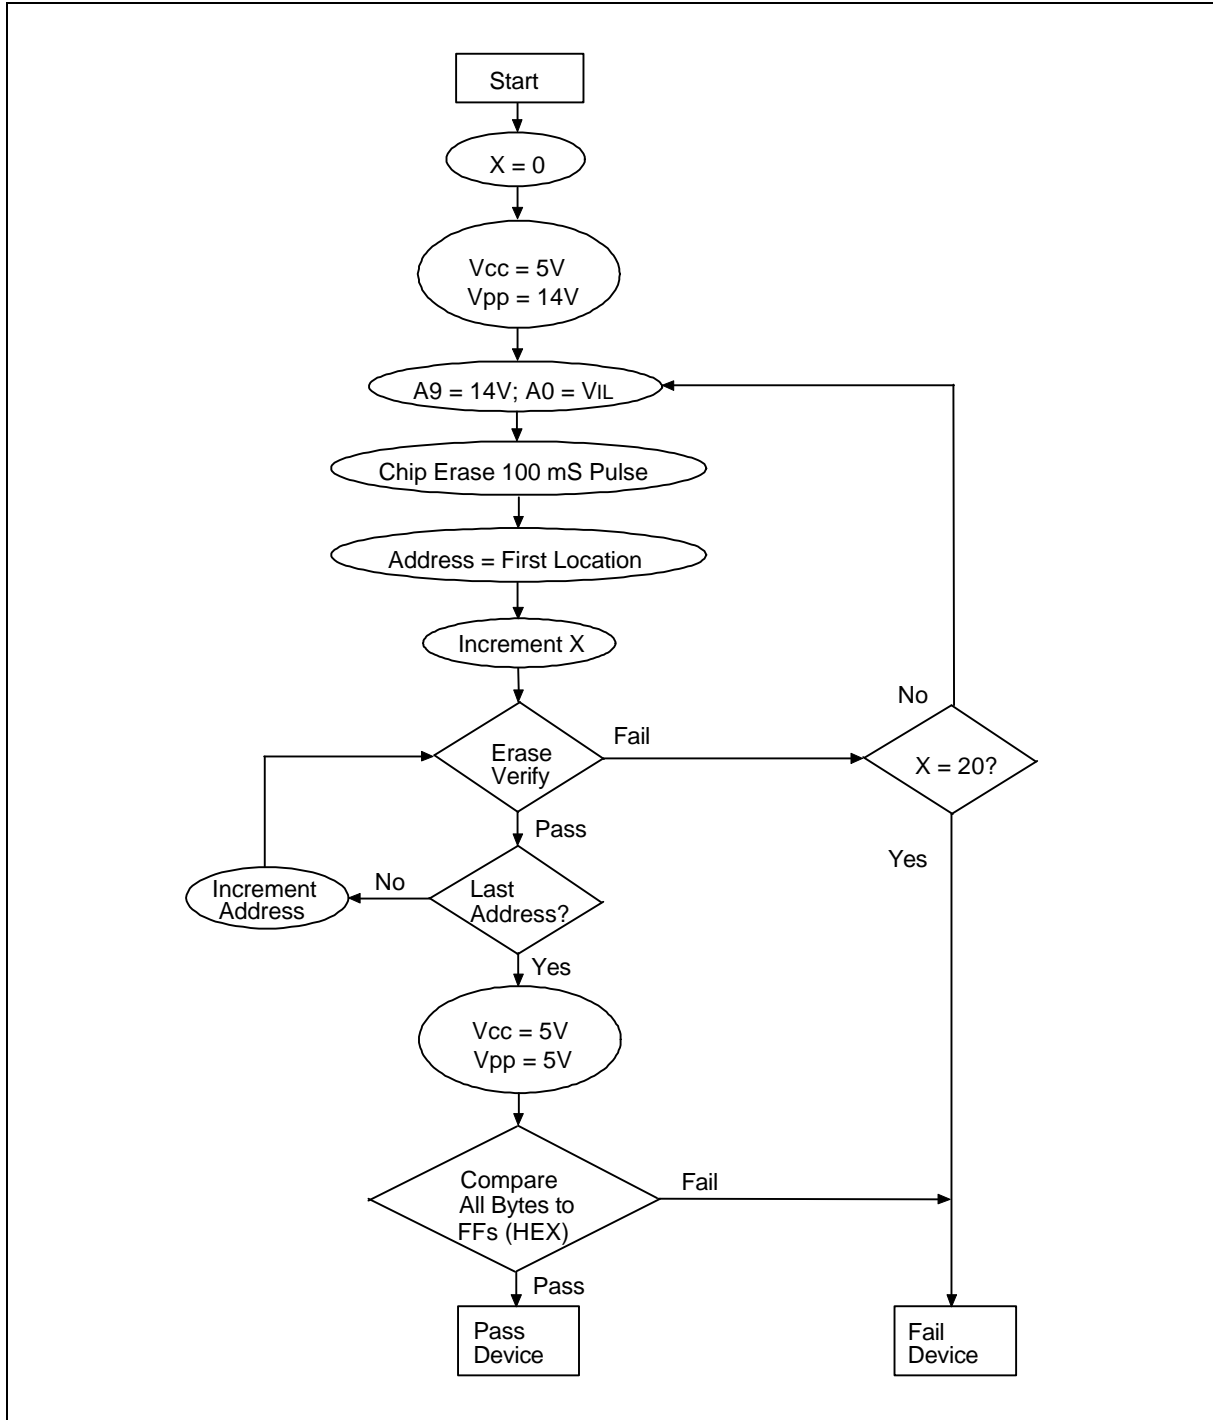 Start
X = 0
Vcc = 5V
Vpp = 14V
A9 = 14V; A0 = VIL
Chip Erase 100 mS Pulse
Address = First Location
Increment X
No
Erase
Verify
Fail
X = 20?
Pass
Yes
Increment
Address
No
Last
Address?
Yes
Vcc = 5V
Vpp = 5V
Compare
All Bytes to
FFs (HEX)
Fail
Pass
Pass
Device
Fail
Device